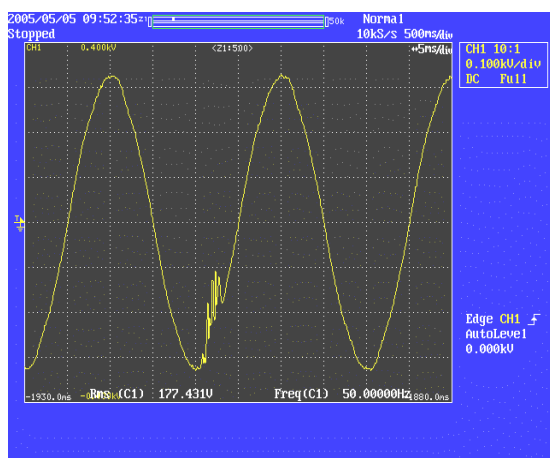 2005/05/05 09:52:35 50k Normal
Stopped 10kS/s 500ms/div
CH1 0.400kV <21:500> 5ms/div
CH1 10:1
0.100kV/div
DC Full
Edge CH1
AutoLevel
0.000kV
Rms (C1) 177.431V Freq(C1) 50.00000Hz
-1930.0ms -1880.0ms